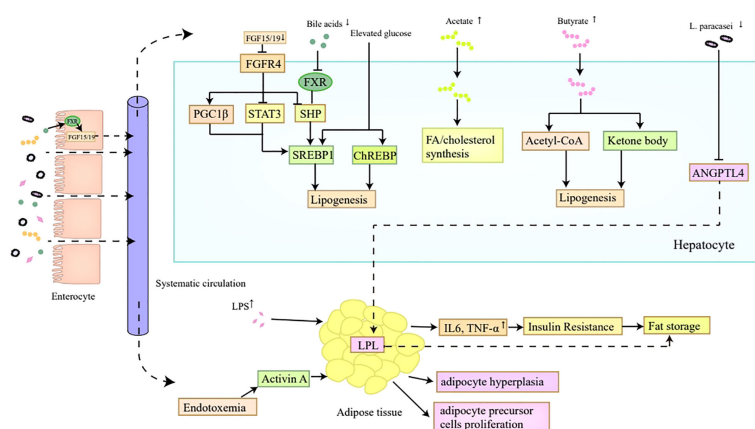 FGF15/19↓
Bile acids ↓
Elevated glucose
Acetate ↑
Butyrate ↑
L. paracasei ↓
FGFR4
FXR
PGC1β
STAT3
SHP
FXR
FGF15/19
SREBP1
ChREBP
FA/cholesterol
synthesis
Acetyl-CoA
Ketone body
ANGPTL4
Lipogenesis
Lipogenesis
Hepatocyte
Enterocyte
Systematic circulation
LPS↑
IL6, TNF-α↑
Insulin Resistance
Fat storage
LPL
Activin A
adipocyte hyperplasia
Endotoxemia
Adipose tissue
adipocyte precursor
cells proliferation